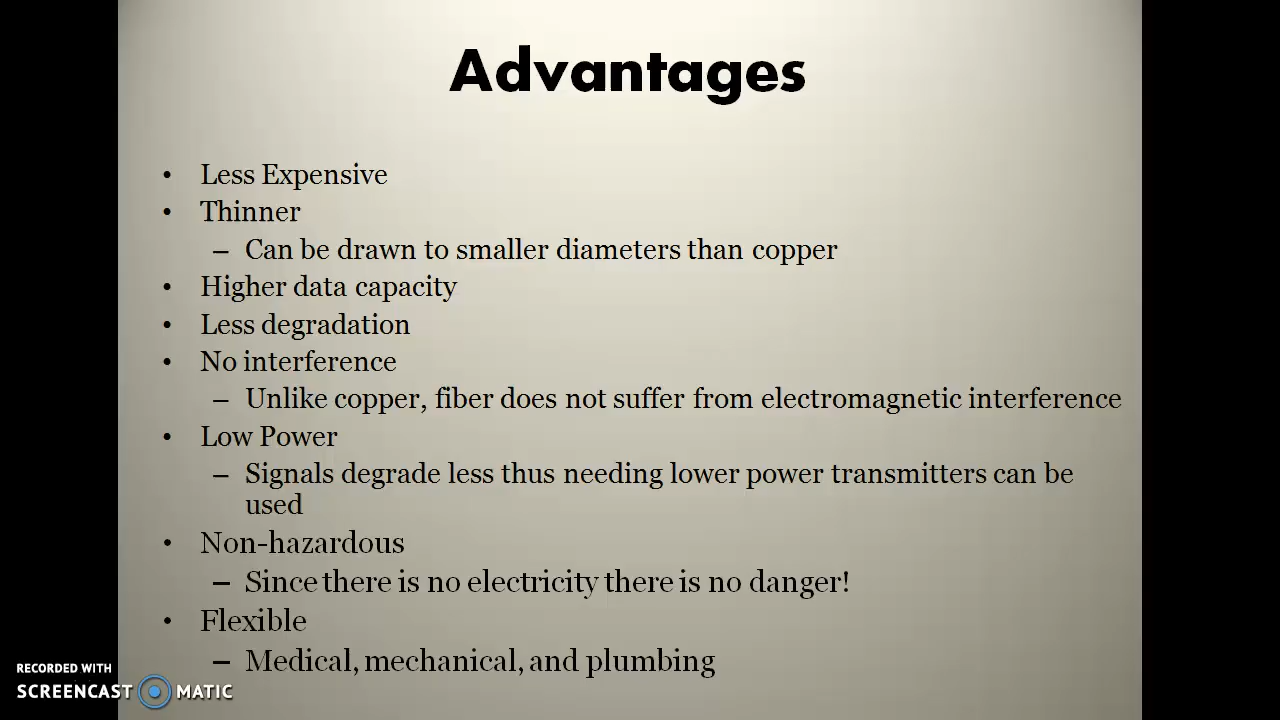 Advantages
• Less Expensive
• Thinner
– Can be drawn to smaller diameters than copper
• Higher data capacity
• Less degradation
• No interference
– Unlike copper, fiber does not suffer from electromagnetic interference
• Low Power
– Signals degrade less thus needing lower power transmitters can be
used
• Non-hazardous
– Since there is no electricity there is no danger!
• Flexible
– Medical, mechanical, and plumbing
RECORDED WITH
SCREENCAST MATIC